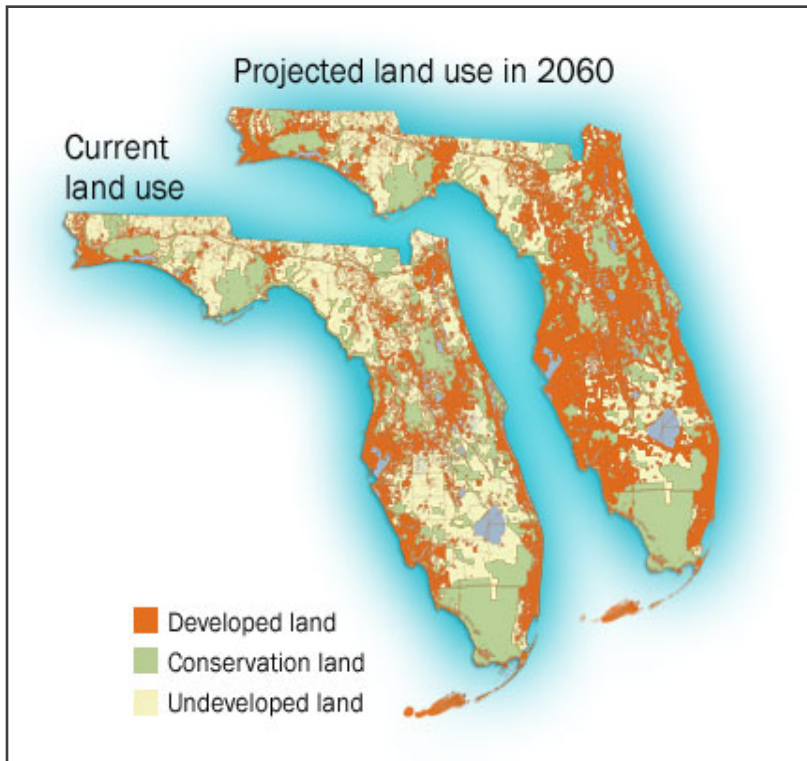 Projected land use in 2060
Current
land use
Developed land
Conservation land
Undeveloped land